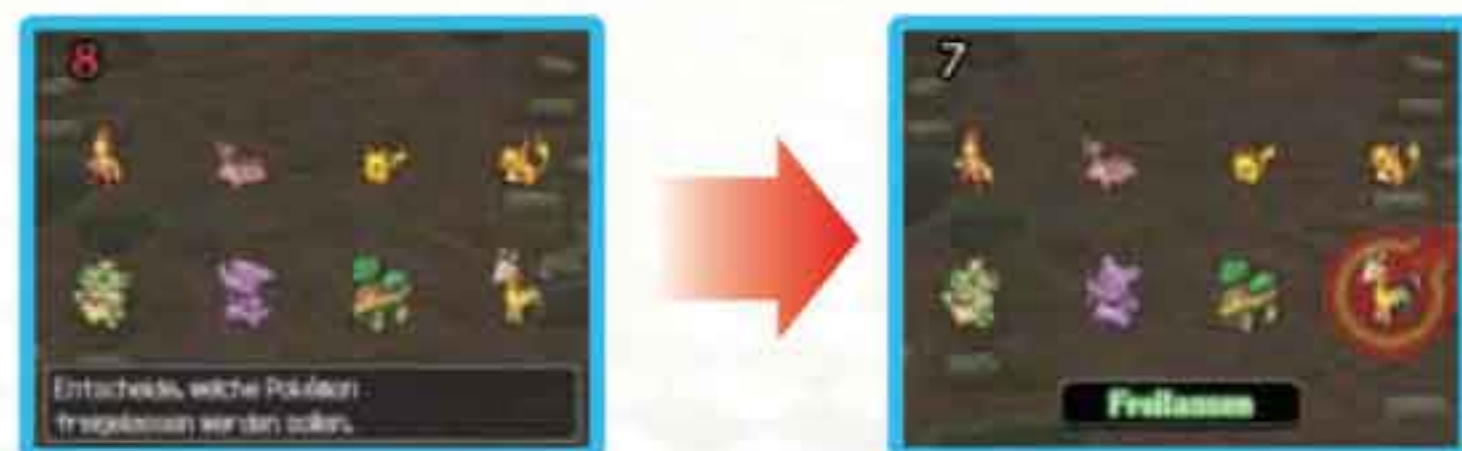 8
Entscheide, welche Pokémon
freigelassen werden sollen.
7
Freilassen